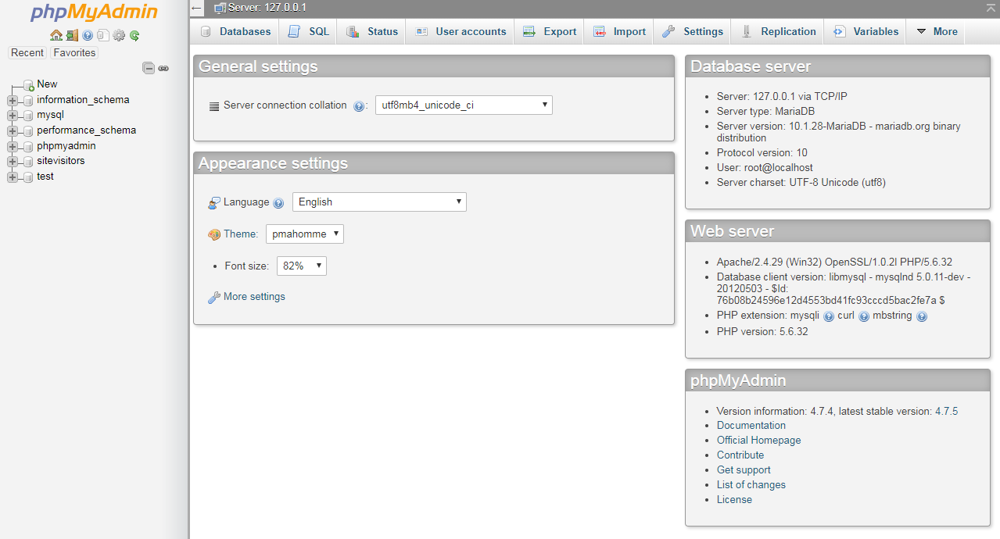 phpMyAdmin
Recent Favorites
New
information_schema
mysql
performance_schema
phpmyadmin
sitevisitors
test
Server: 127.0.0.1
Databases SQL Status User accounts Export Import Settings Replication Variables More
General settings
Server connection collation : utf8mb4_unicode_ci
Appearance settings
Language English
Theme: pmahomme
• Font size: 82%
More settings
Database server
• Server: 127.0.0.1 via TCP/IP
• Server type: MariaDB
• Server version: 10.1.28-MariaDB - mariadb.org binary
distribution
• Protocol version: 10
• User: root@localhost
• Server charset: UTF-8 Unicode (utf8)
Web server
• Apache/2.4.29 (Win32) OpenSSL/1.0.2l PHP/5.6.32
• Database client version: libmysql - mysqlnd 5.0.11-dev -
20120503 - $Id:
76b08b24596e12d4553bd41fc93cccd5bac2fe7a $
• PHP extension: mysqli curl mbstring
• PHP version: 5.6.32
phpMyAdmin
• Version information: 4.7.4, latest stable version: 4.7.5
• Documentation
• Official Homepage
• Contribute
• Get support
• List of changes
• License